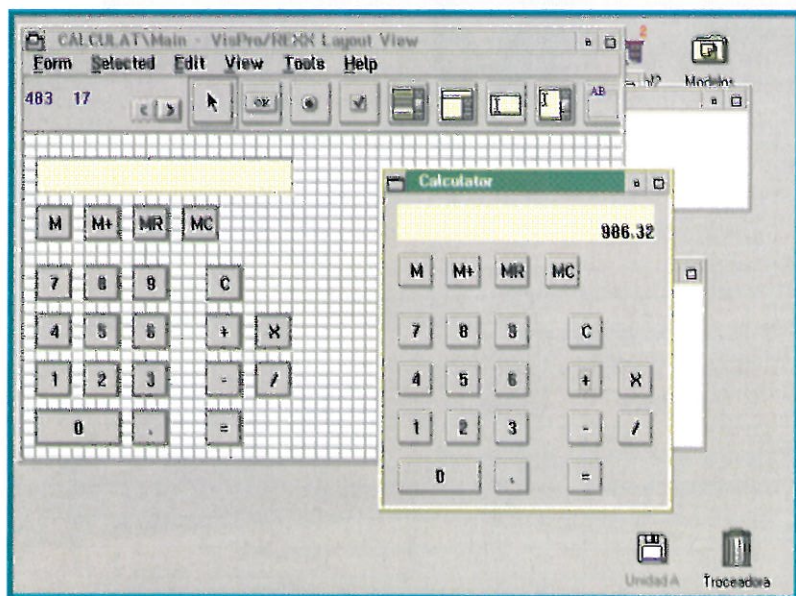 CALCULAT\Main - VisPro/REXX Layout View
Form Selected Edit View Tools Help
483 17
OK
AB
2
Modelos
M M+ MR MC
7 8 9 C
4 5 6 + X
1 2 3 - /
0 . =
Calculator
986.32
M M+ MR MC
7 8 9 C
4 5 6 + X
1 2 3 - /
0 . =
Unidad A
Troceadora